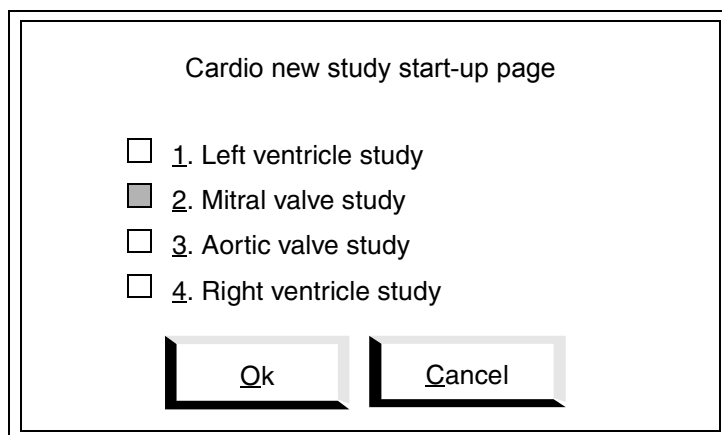 Cardio new study start-up page
1. Left ventricle study
2. Mitral valve study
3. Aortic valve study
4. Right ventricle study
Ok Cancel